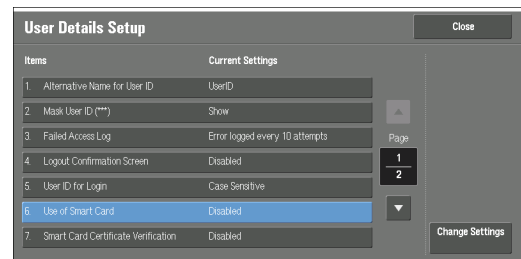 User Details Setup
Close
Items Current Settings
1. Alternative Name for User ID UserID
2. Mask User ID (***) Show
3. Failed Access Log Error logged every 10 attempts
4. Logout Confirmation Screen Disabled
5. User ID for Login Case Sensitive
6. Use of Smart Card Disabled
7. Smart Card Certificate Verification Disabled
Page
1
2
Change Settings